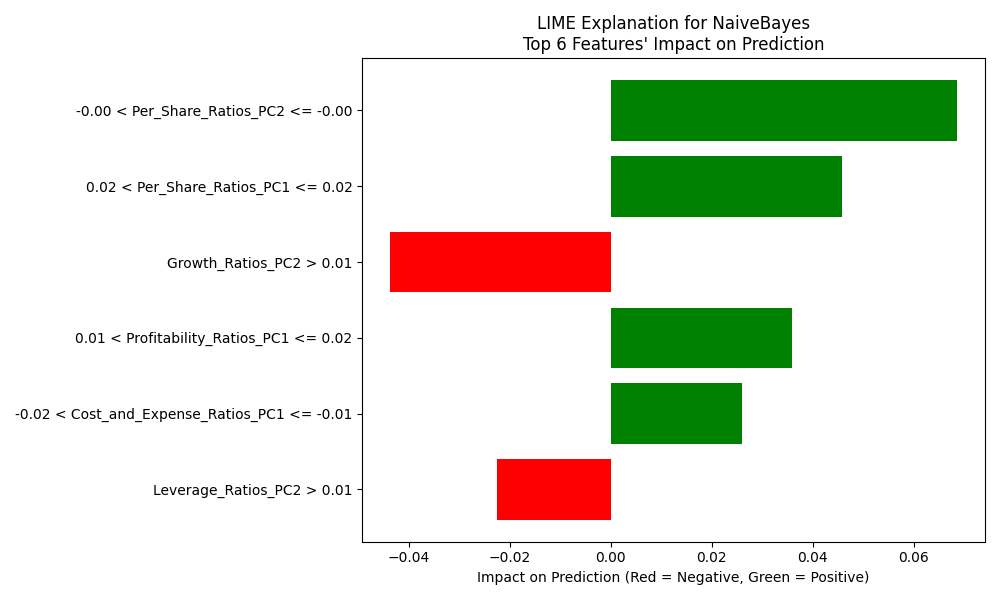 LIME Explanation for NaiveBayes
Top 6 Features' Impact on Prediction
-0.00 < Per_Share_Ratios_PC2 <= -0.00
0.02 < Per_Share_Ratios_PC1 <= 0.02
Growth_Ratios_PC2 > 0.01
0.01 < Profitability_Ratios_PC1 <= 0.02
-0.02 < Cost_and_Expense_Ratios_PC1 <= -0.01
Leverage_Ratios_PC2 > 0.01
−0.04 −0.02 0.00 0.02 0.04 0.06
Impact on Prediction (Red = Negative, Green = Positive)